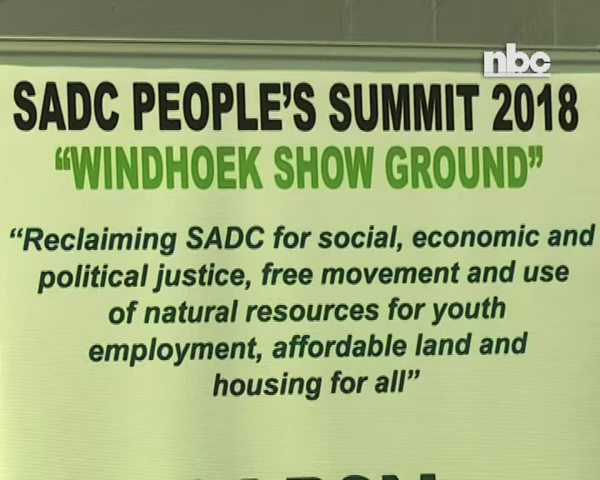 nbc
SADC PEOPLE'S SUMMIT 2018
“WINDHOEK SHOW GROUND”
“Reclaiming SADC for social, economic and
political justice, free movement and use
of natural resources for youth
employment, affordable land and
housing for all”